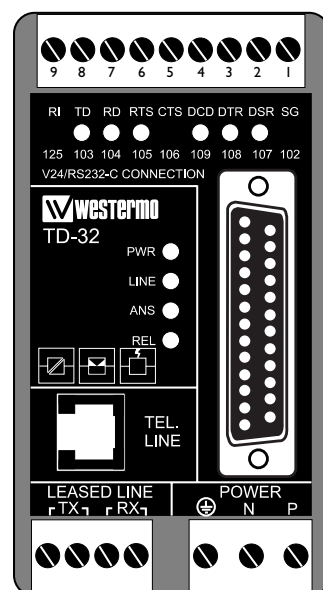 9 8 7 6 5 4 3 2 1
RI TD RD RTS CTS DCD DTR DSR SG
125 103 104 105 106 109 108 107 102
V24/RS232-C CONNECTION
Westermo
TD-32
PWR
LINE
ANS
REL
TEL.
LINE
LEASED LINE
TX RX
POWER
N P